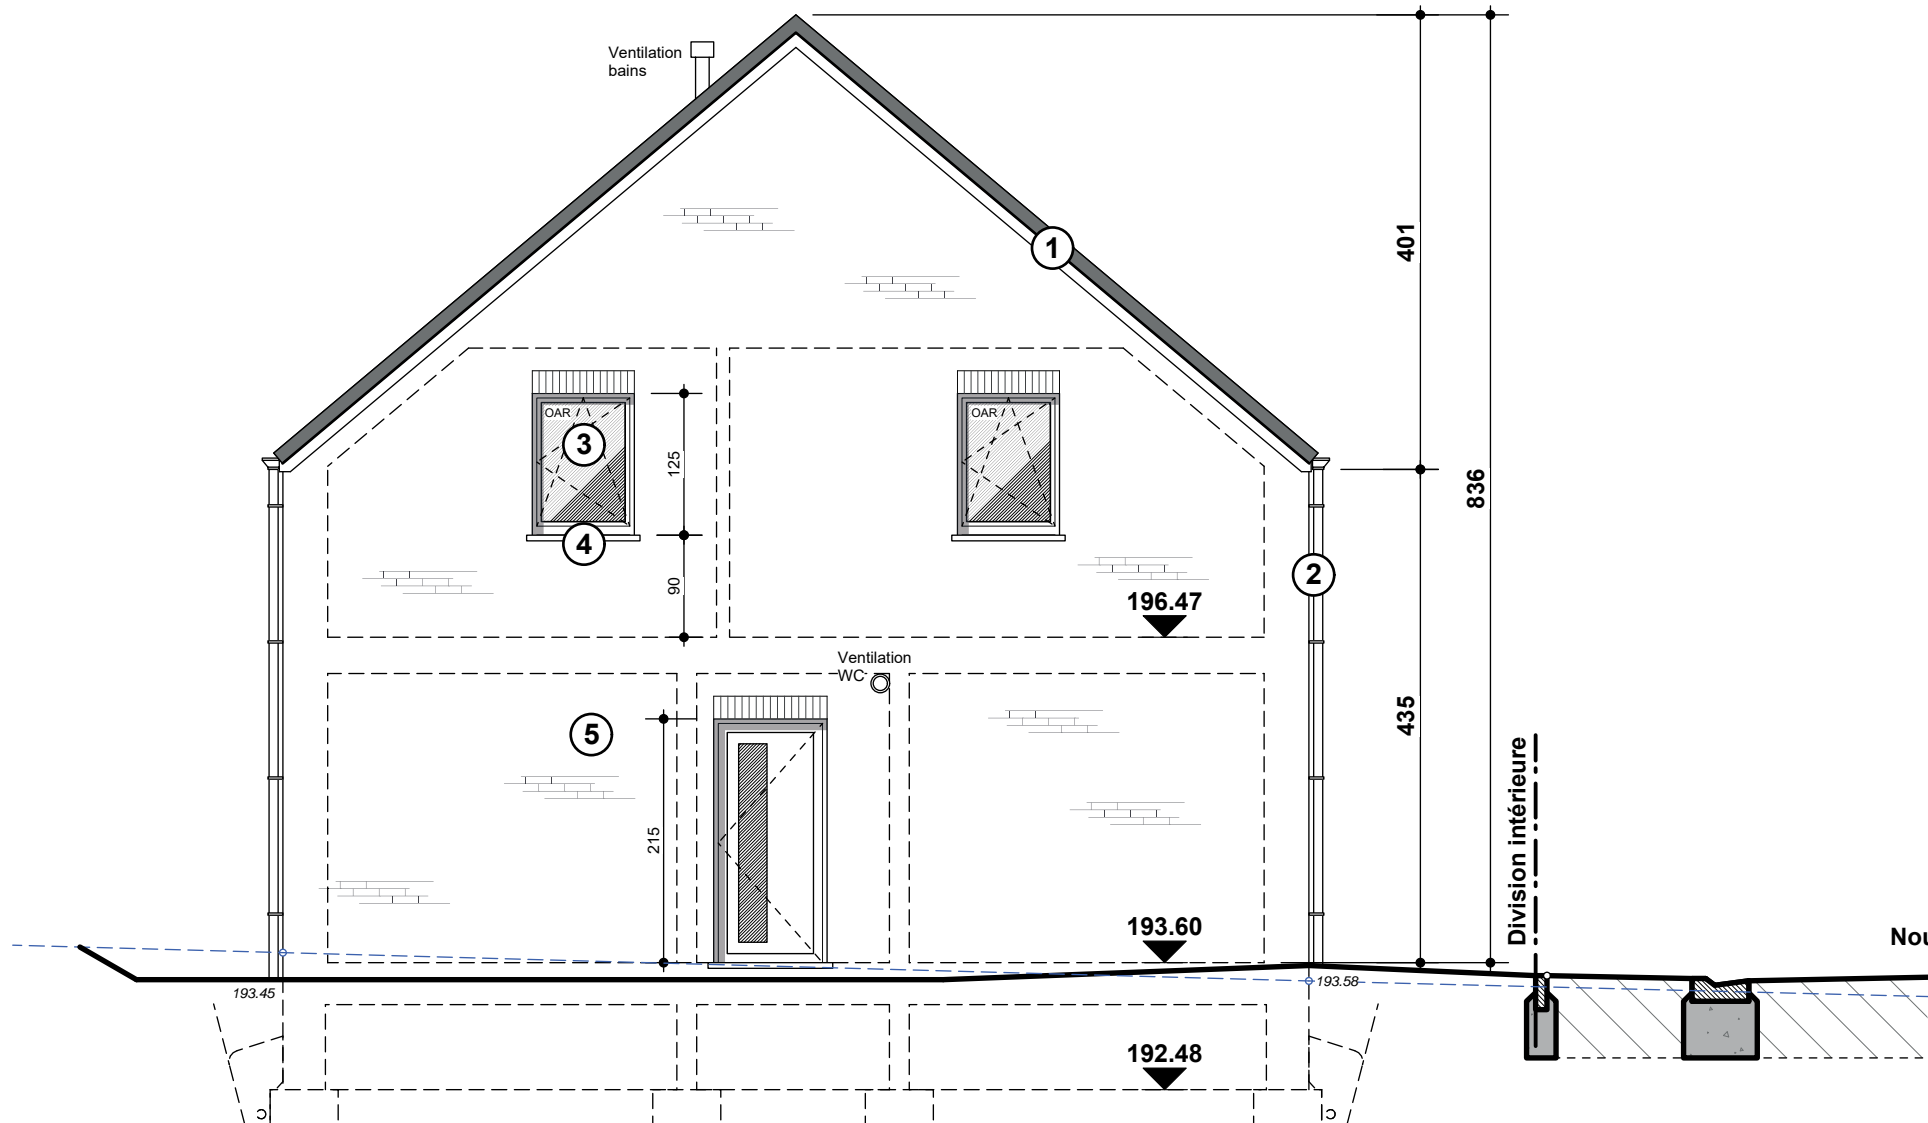 Ventilation
bains
1
401
OAR
OAR
3
125
836
4
2
90
196.47
Ventilation
WC
435
5
215
Division intérieure
193.60
Nou
193.45
193.58
192.48
C
C